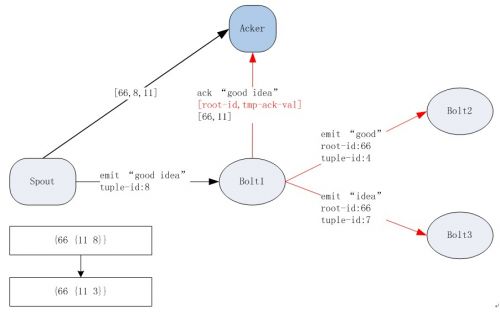 Acker
[66,8,11]
ack “good idea”
[root-id,tmp-ack-val]
[66,11]
Spout
emit “good idea”
tuple-id:8
Bolt1
emit “good”
root-id:66
tuple-id:4
Bolt2
emit “idea”
root-id:66
tuple-id:7
Bolt3
{66 {11 8}}
{66 {11 3}}